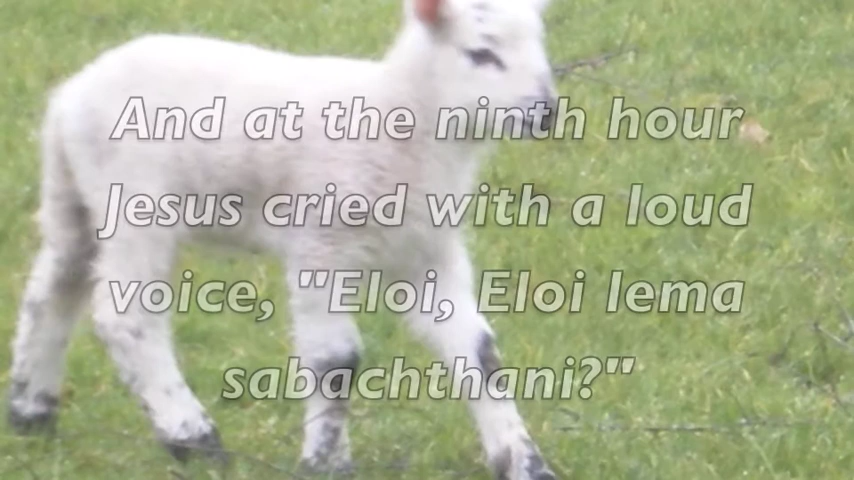 And at the ninth hour
Jesus cried with a loud
voice, "Eloi, Eloi lema
sabachthani?"